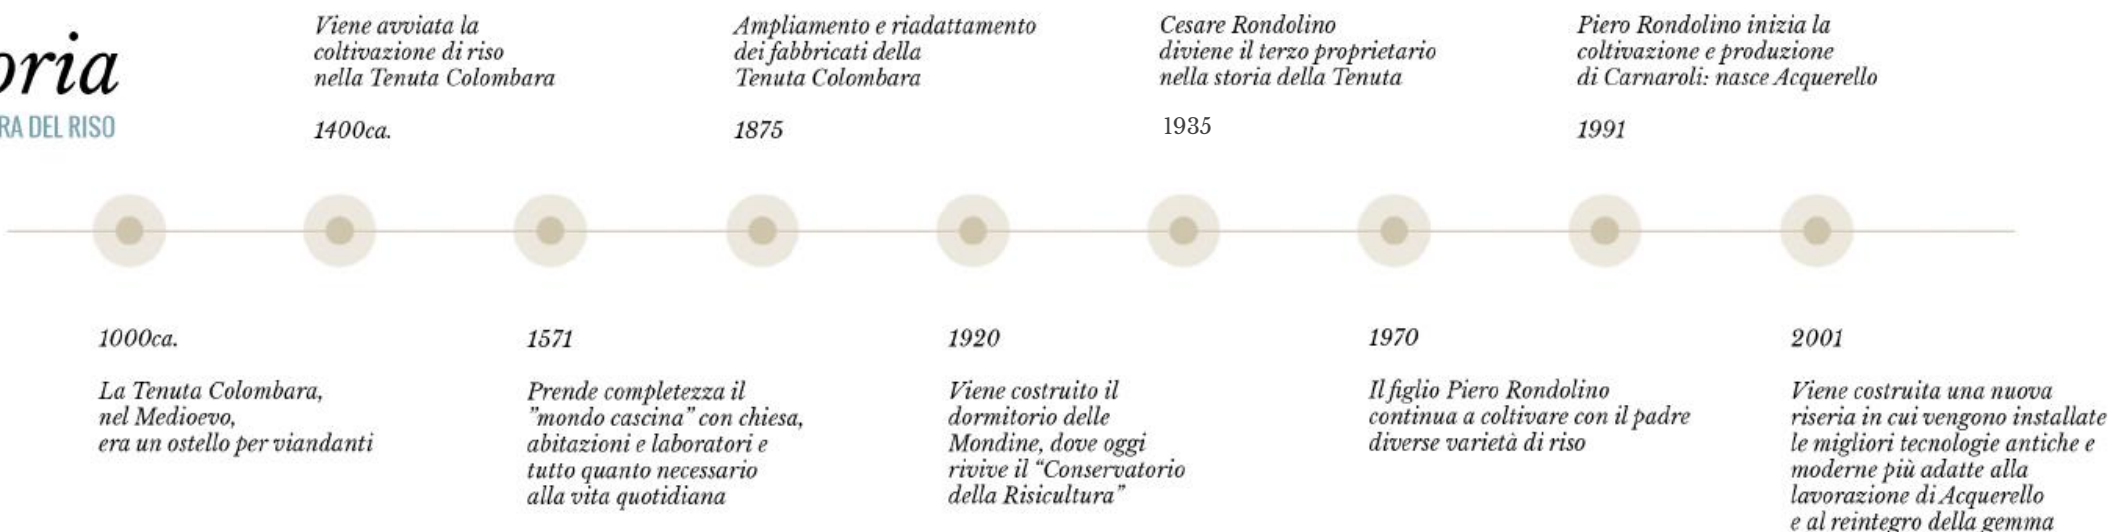 oria
RA DEL RISO
1000ca.
La Tenuta Colombara,
nel Medioevo,
era un ostello per viandanti
Viene avviata la
coltivazione di riso
nella Tenuta Colombara
1400ca.
1571
Prende completezza il
”mondo cascina” con chiesa,
abitazioni e laboratori e
tutto quanto necessario
alla vita quotidiana
Ampliamento e riadattamento
dei fabbricati della
Tenuta Colombara
1875
1920
Viene costruito il
dormitorio delle
Mondine, dove oggi
rivive il “Conservatorio
della Risicultura”
Cesare Rondolino
diviene il terzo proprietario
nella storia della Tenuta
1935
1970
Il figlio Piero Rondolino
continua a coltivare con il padre
diverse varietà di riso
Piero Rondolino inizia la
coltivazione e produzione
di Carnaroli: nasce Acquerello
1991
2001
Viene costruita una nuova
riseria in cui vengono installate
le migliori tecnologie antiche e
moderne più adatte alla
lavorazione di Acquerello
e al reintegro della gemma